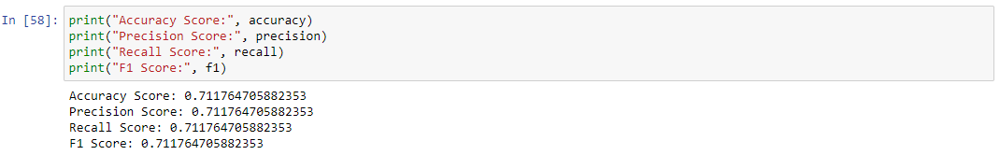 In [58]: print("Accuracy Score:", accuracy)
print("Precision Score:", precision)
print("Recall Score:", recall)
print("F1 Score:", f1)
Accuracy Score: 0.711764705882353
Precision Score: 0.711764705882353
Recall Score: 0.711764705882353
F1 Score: 0.711764705882353